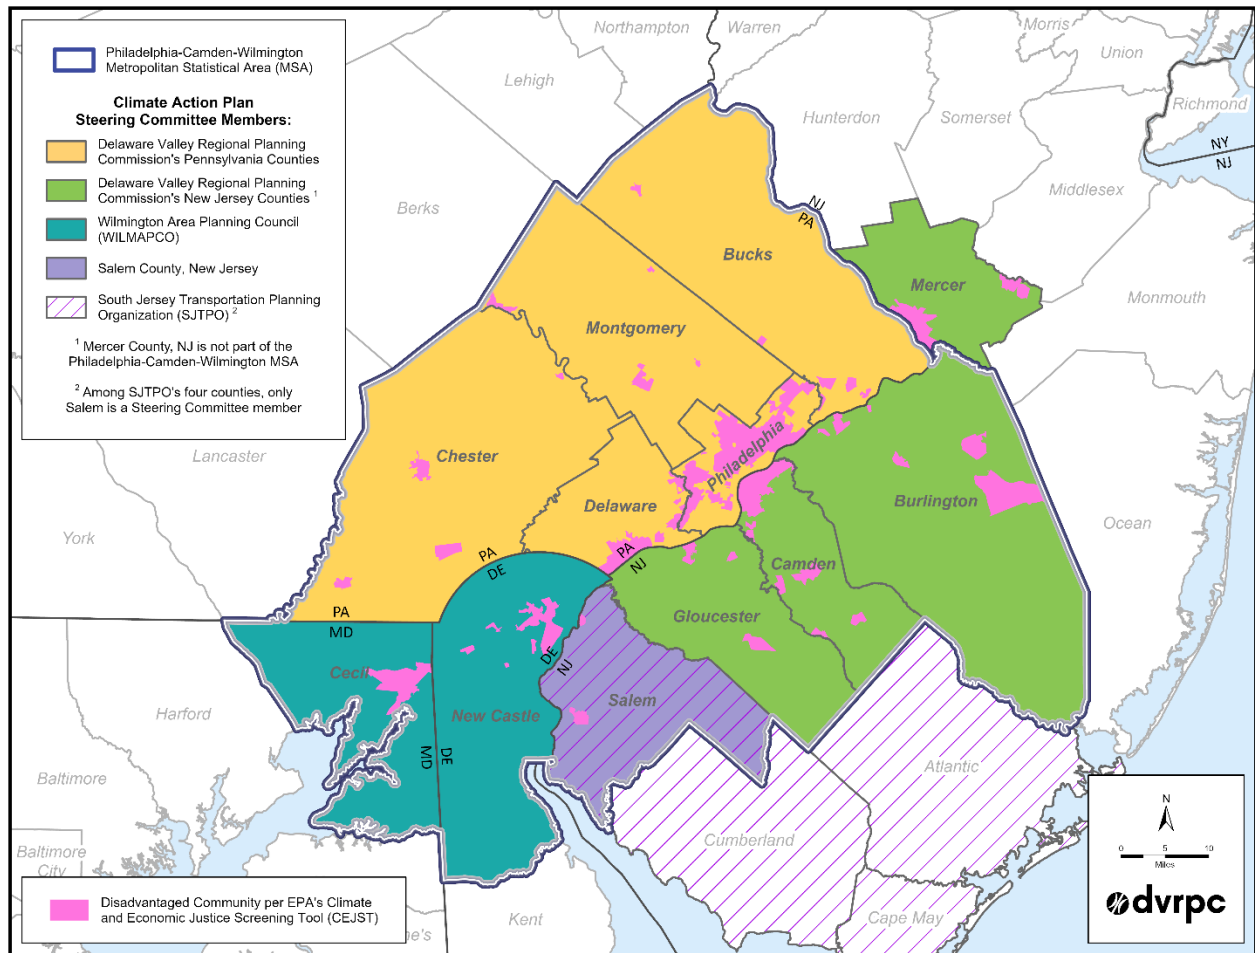 Philadelphia-Camden-Wilmington
Metropolitan Statistical Area (MSA)
Climate Action Plan
Steering Committee Members:
Delaware Valley Regional Planning
Commission's Pennsylvania Counties
Delaware Valley Regional Planning
Commission's New Jersey Counties 1
Wilmington Area Planning Council
(WILMAPCO)
Salem County, New Jersey
South Jersey Transportation Planning
Organization (SJTPO) 2
1 Mercer County, NJ is not part of the
Philadelphia-Camden-Wilmington MSA
2 Among SJTPO's four counties, only
Salem is a Steering Committee member
Northampton
Warren
Morris
Union
Lehigh
Richmond
Hunterdon
Somerset
NY
NJ
Middlesex
Berks
NJ
PA
Bucks
Mercer
Monmouth
Montgomery
Philadelphia
Lancaster
Chester
Delaware
Burlington
Ocean
York
PA
DE
PA
NJ
Camden
Gloucester
PA
MD
DE
NJ
Cecil
New Castle
Salem
Harford
MD
DE
Atlantic
Baltimore
Cumberland
Baltimore
City
Kent
Cape May
ne's
Disadvantaged Community per EPA's Climate
and Economic Justice Screening Tool (CEJST)
N
0 5 10
Miles
dvrpc